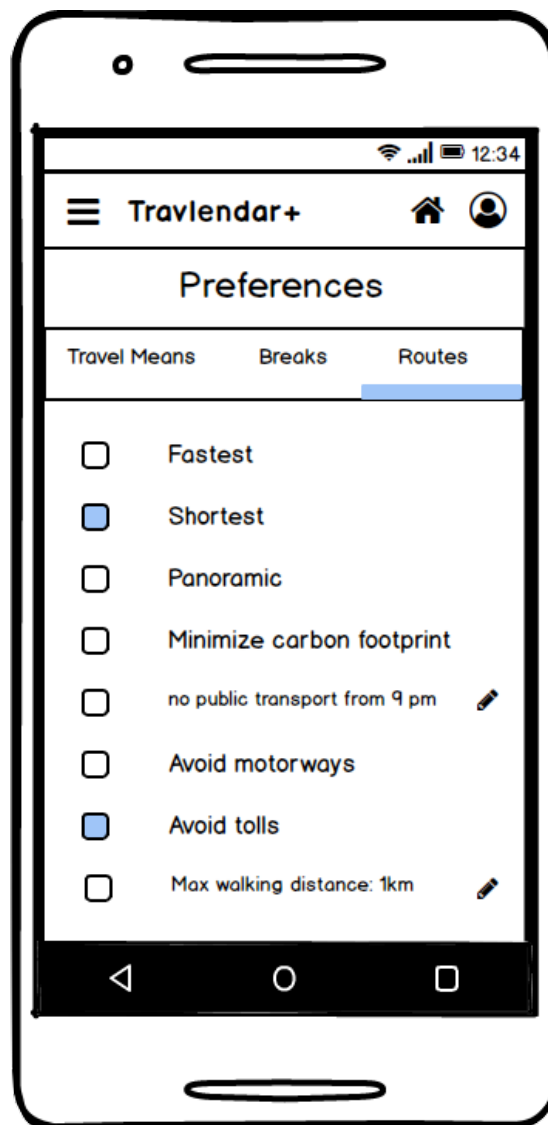 12:34
Travlendar+
Preferences
Travel Means Breaks Routes
Fastest
Shortest
Panoramic
Minimize carbon footprint
no public transport from 9 pm
Avoid motorways
Avoid tolls
Max walking distance: 1km